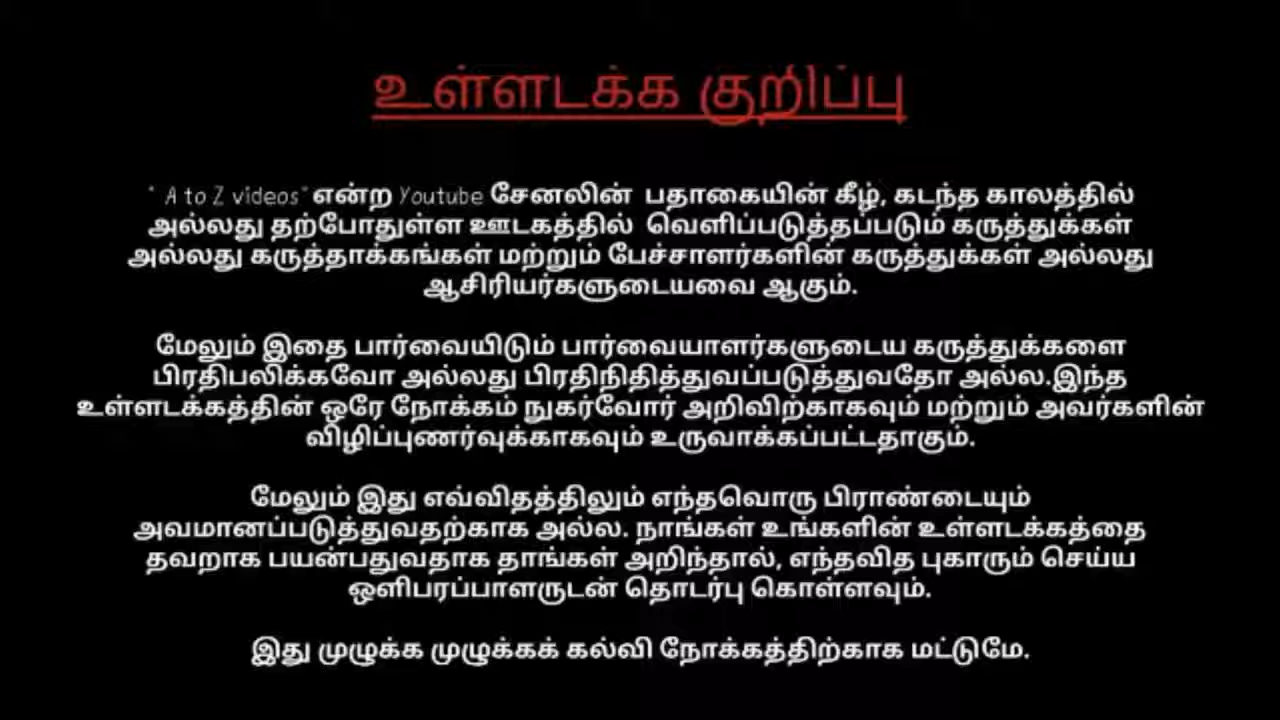 உள்ளடக்க குறிப்பு
" A to Z videos" என்ற Youtube சேனலின் பதாகையின் கீழ், கடந்த காலத்தில்
அல்லது தற்போதுள்ள ஊடகத்தில் வெளிப்படுத்தப்படும் கருத்துக்கள்
அல்லது கருத்தாக்கங்கள் மற்றும் பேச்சாளர்களின் கருத்துக்கள் அல்லது
ஆசிரியர்களுடையவை ஆகும்.
மேலும் இதை பார்வையிடும் பார்வையாளர்களுடைய கருத்துக்களை
பிரதிபலிக்கவோ அல்லது பிரதிநிதித்துவப்படுத்துவதோ அல்ல.இந்த
உள்ளடக்கத்தின் ஒரே நோக்கம் நுகர்வோர் அறிவிற்காகவும் மற்றும் அவர்களின்
விழிப்புணர்வுக்காகவும் உருவாக்கப்பட்டதாகும்.
மேலும் இது எவ்விதத்திலும் எந்தவொரு பிராண்டையும்
அவமானப்படுத்துவதற்காக அல்ல. நாங்கள் உங்களின் உள்ளடக்கத்தை
தவறாக பயன்பதுவதாக தாங்கள் அறிந்தால், எந்தவித புகாரும் செய்ய
ஒளிபரப்பாளருடன் தொடர்பு கொள்ளவும்.
இது முழுக்க முழுக்கக் கல்வி நோக்கத்திற்காக மட்டுமே.